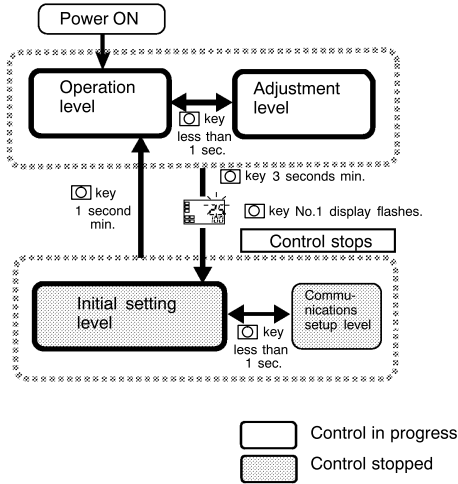 Power ON
Operation
level
Adjustment
level
key
less than
1 sec.
key 3 seconds min.
key
1 second
min.
key No.1 display flashes.
Control stops
Initial setting
level
Commu-
nications
setup level
key
less than
1 sec.
Control in progress
Control stopped